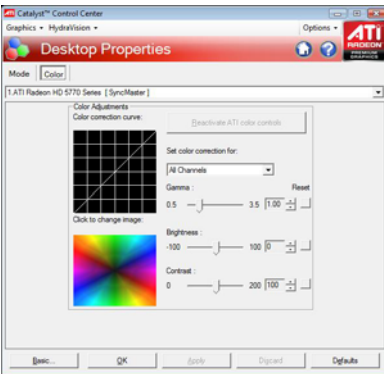 ATI Catalyst™ Control Center
Graphics HydraVision Options
ATI
RADEON
PREMIUM
Desktop Properties
Mode Color
1.ATI Radeon HD 5770 Series [ SyncMaster ]
Color Adjustments
Color correction curve:
Reactivate ATI color controls
Set color correction for:
All Channels
Gamma : Reset
0.5 3.5 1.00
Click to change image:
Brightness :
-100 100 0
Contrast :
0 200 100
Basic... OK Apply Discard Defaults